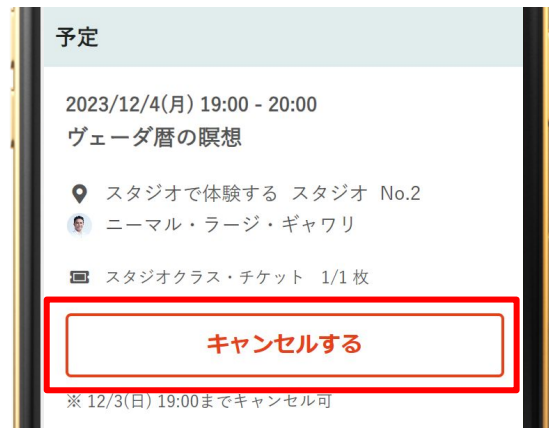 予定
2023/12/4(月) 19:00 - 20:00
ヴェーダ暦の瞑想
スタジオで体験する スタジオ No.2
ニーマル・ラージ・ギャワリ
スタジオクラス・チケット 1/1 枚
キャンセルする
※ 12/3(日) 19:00までキャンセル可